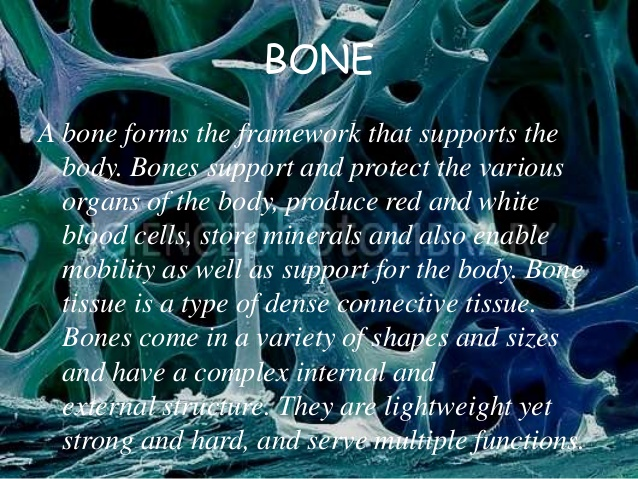 BONE
A bone forms the framework that supports the
body. Bones support and protect the various
organs of the body, produce red and white
blood cells, store minerals and also enable
mobility as well as support for the body. Bone
tissue is a type of dense connective tissue.
Bones come in a variety of shapes and sizes
and have a complex internal and
external structure. They are lightweight yet
strong and hard, and serve multiple functions.